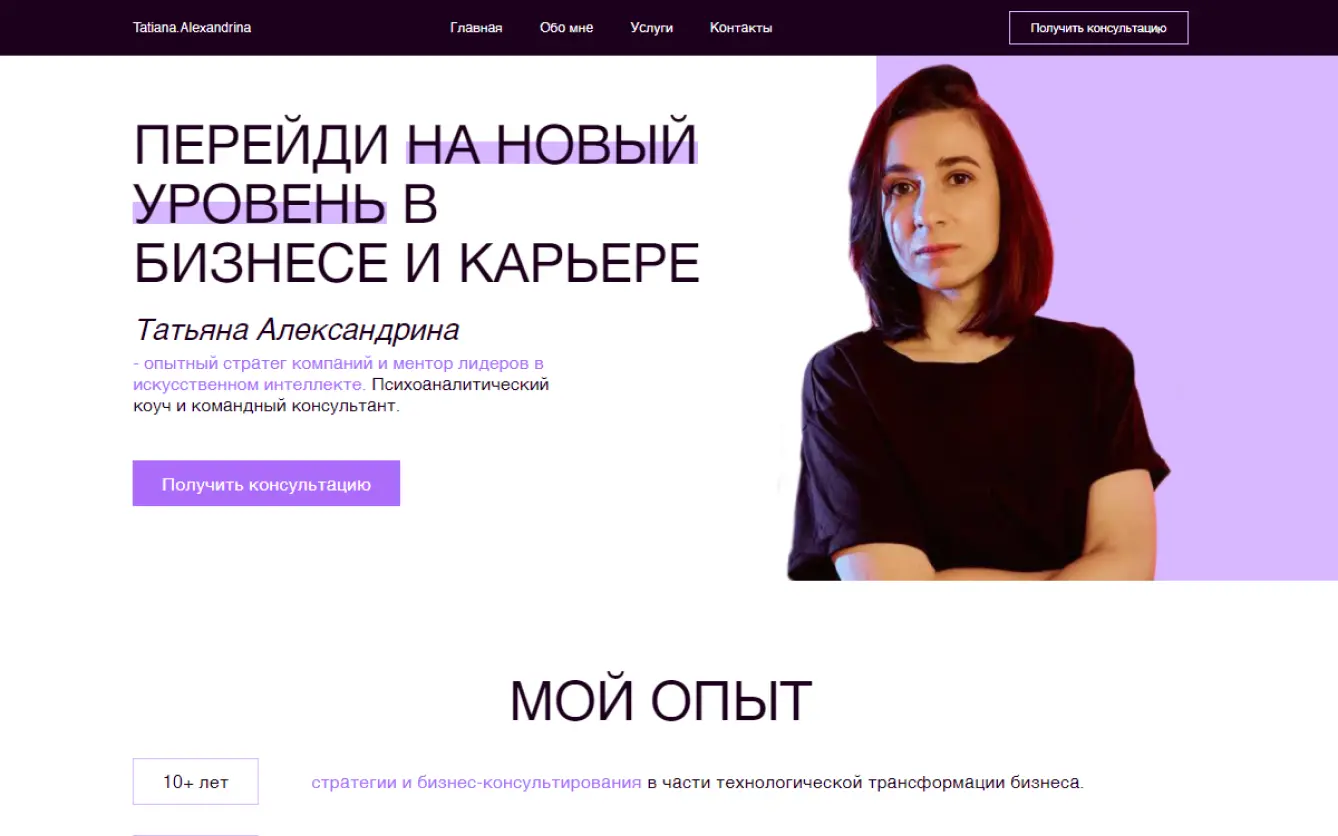 Tatiana.Alexandrina
Главная
Обо мне
Услуги
Контакты
Получить консультацию
ПЕРЕЙДИ НА НОВЫЙ
УРОВЕНЬ В
БИЗНЕСЕ И КАРЬЕРЕ
Татьяна Александрина
- опытный стратег компаний и ментор лидеров в
искусственном интеллекте. Психоаналитический
коуч и командный консультант.
Получить консультацию
МОЙ ОПЫТ
10+ лет
стратегии и бизнес-консультирования в части технологической трансформации бизнеса.